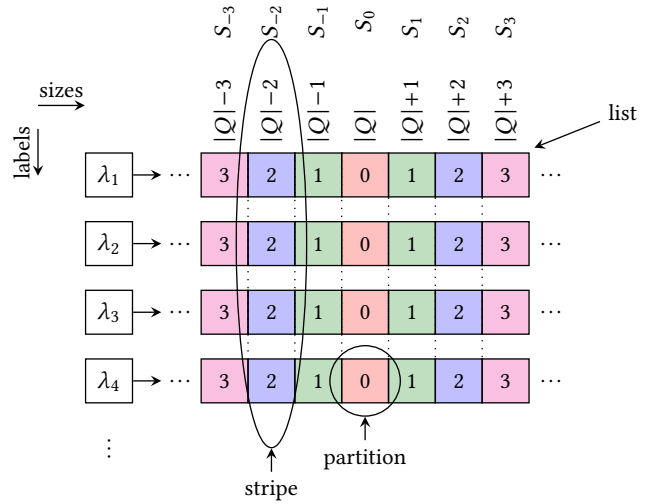 S₋₃ S₋₂ S₋₁ S₀ S₁ S₂ S₃
|Q|−3 |Q|−2 |Q|−1 |Q| |Q|+1 |Q|+2 |Q|+3
sizes
labels
list
λ₁ ⋯ 3 2 1 0 1 2 3 ⋯
λ₂ ⋯ 3 2 1 0 1 2 3 ⋯
λ₃ ⋯ 3 2 1 0 1 2 3 ⋯
λ₄ ⋯ 3 2 1 0 1 2 3 ⋯
⋮
partition
stripe